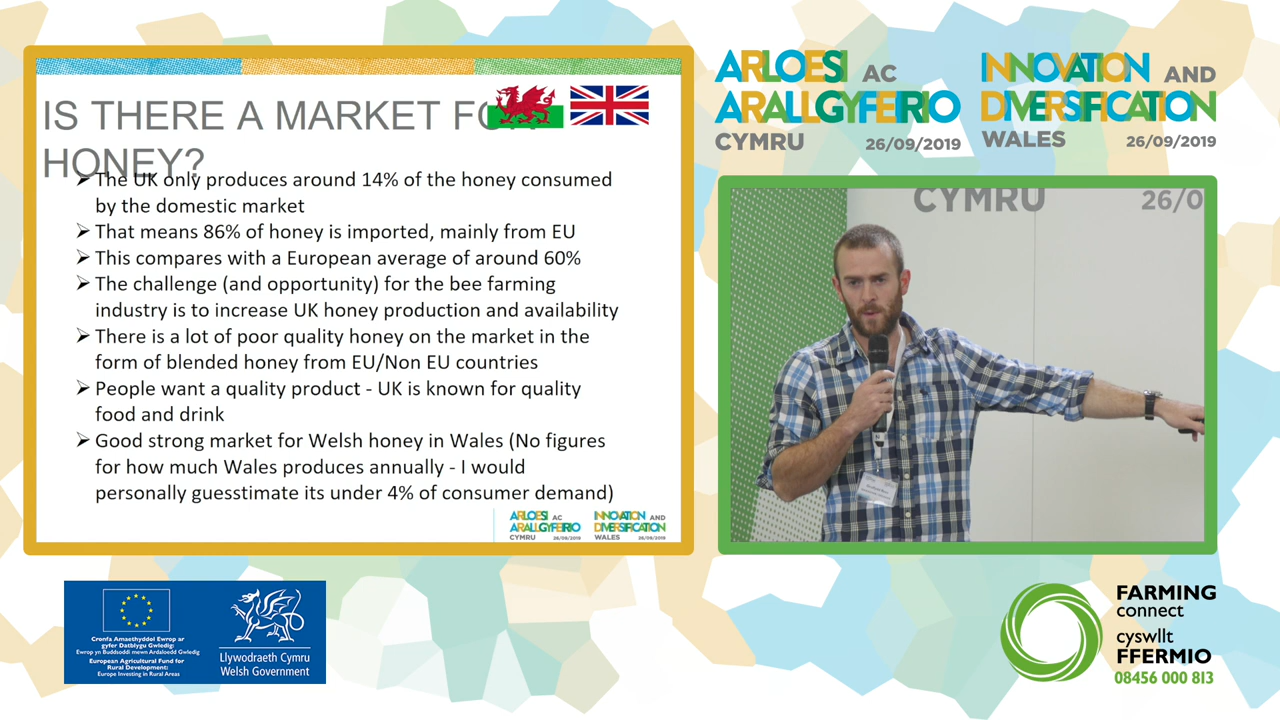 IS THERE A MARKET FOR
HONEY?
➢ The UK only produces around 14% of the honey consumed
by the domestic market
➢ That means 86% of honey is imported, mainly from EU
➢ This compares with a European average of around 60%
➢ The challenge (and opportunity) for the bee farming
industry is to increase UK honey production and availability
➢ There is a lot of poor quality honey on the market in the
form of blended honey from EU/Non EU countries
➢ People want a quality product - UK is known for quality
food and drink
➢ Good strong market for Welsh honey in Wales (No figures
for how much Wales produces annually - I would
personally guesstimate its under 4% of consumer demand)
ARLOESI AC
ARALLGYFEIRIO
CYMRU 26/09/2019
INNOVATION AND
DIVERSIFICATION
WALES 26/09/2019
ARLOESI AC
ARALLGYFEIRIO
CYMRU 26/09/2019
INNOVATION AND
DIVERSIFICATION
WALES 26/09/2019
CYMRU 26/0
Cronfa Amaethyddol Ewrop ar
gyfer Datblygu Gwledig:
Ewrop yn Buddsoddi mewn Ardaloedd Gwledig
European Agricultural Fund for
Rural Development:
Europe Investing in Rural Areas
Llywodraeth Cymru
Welsh Government
FARMING
connect
cyswllt
FFERMIO
08456 000 813